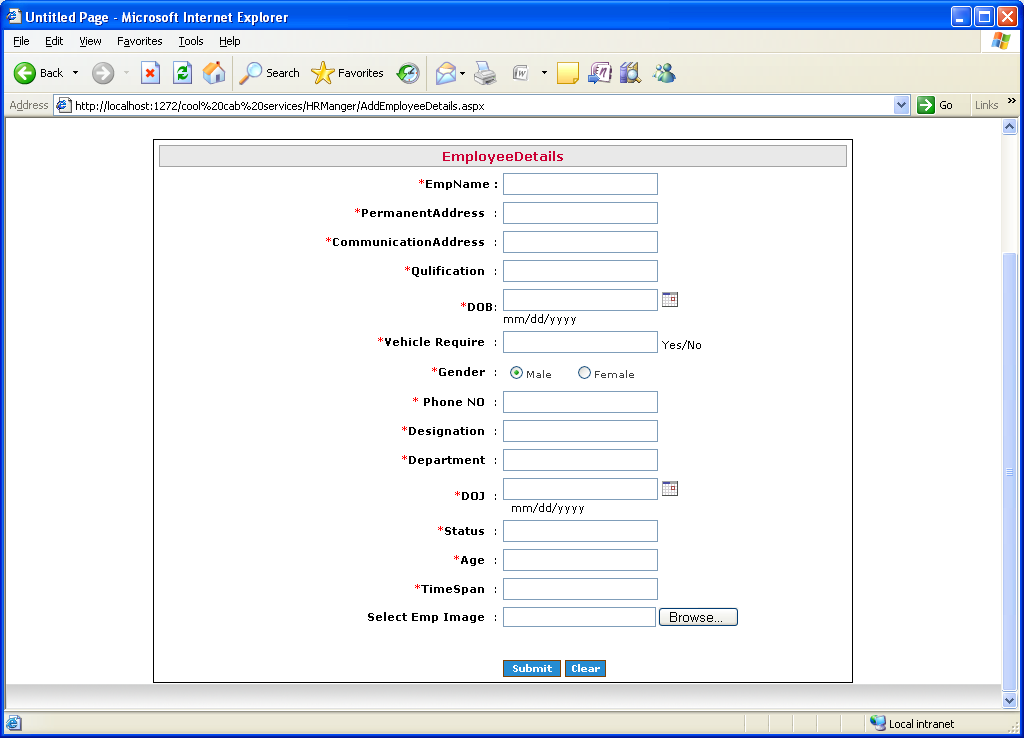 Untitled Page - Microsoft Internet Explorer
File Edit View Favorites Tools Help
Back Search Favorites
Address http://localhost:1272/cool%20cab%20services/HRManger/AddEmployeeDetails.aspx Go Links »
EmployeeDetails
*EmpName :
*PermanentAddress :
*CommunicationAddress :
*Qulification :
*DOB:
mm/dd/yyyy
*Vehicle Require : Yes/No
*Gender : Male Female
* Phone NO :
*Designation :
*Department :
*DOJ :
mm/dd/yyyy
*Status :
*Age :
*TimeSpan :
Select Emp Image : Browse...
Submit Clear
Local intranet